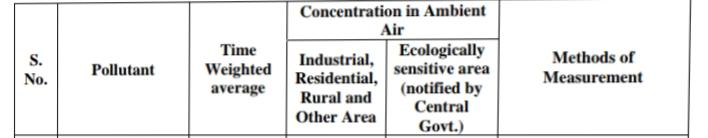 S.
No.
Pollutant
Time
Weighted
average
Concentration in Ambient
Air
Industrial,
Residential,
Rural and
Other Area
Ecologically
sensitive area
(notified by
Central
Govt.)
Methods of
Measurement